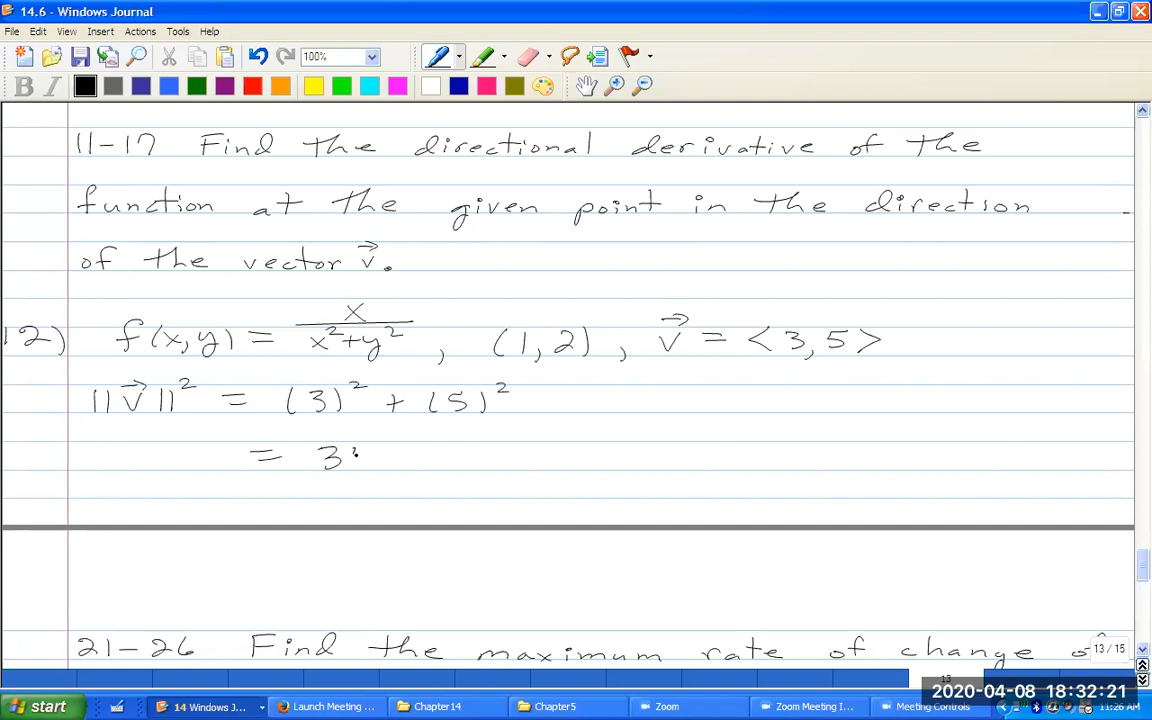 14.6 - Windows Journal
File Edit View Insert Actions Tools Help
100%
B I
11-17 Find the directional derivative of the
function at the given point in the direction
of the vector v⃗.
12) f(x,y) = x/(x²+y²), (1,2), v⃗ = <3,5>
||v⃗||² = (3)² + (5)²
= 3
21-26 Find the maximum rate of change of
13 / 15
13
2020-04-08 18:32:21
start 14 Windows J... Launch Meeting ... Chapter14 Chapter5 Zoom Zoom Meeting I... Meeting Controls 11:26 AM